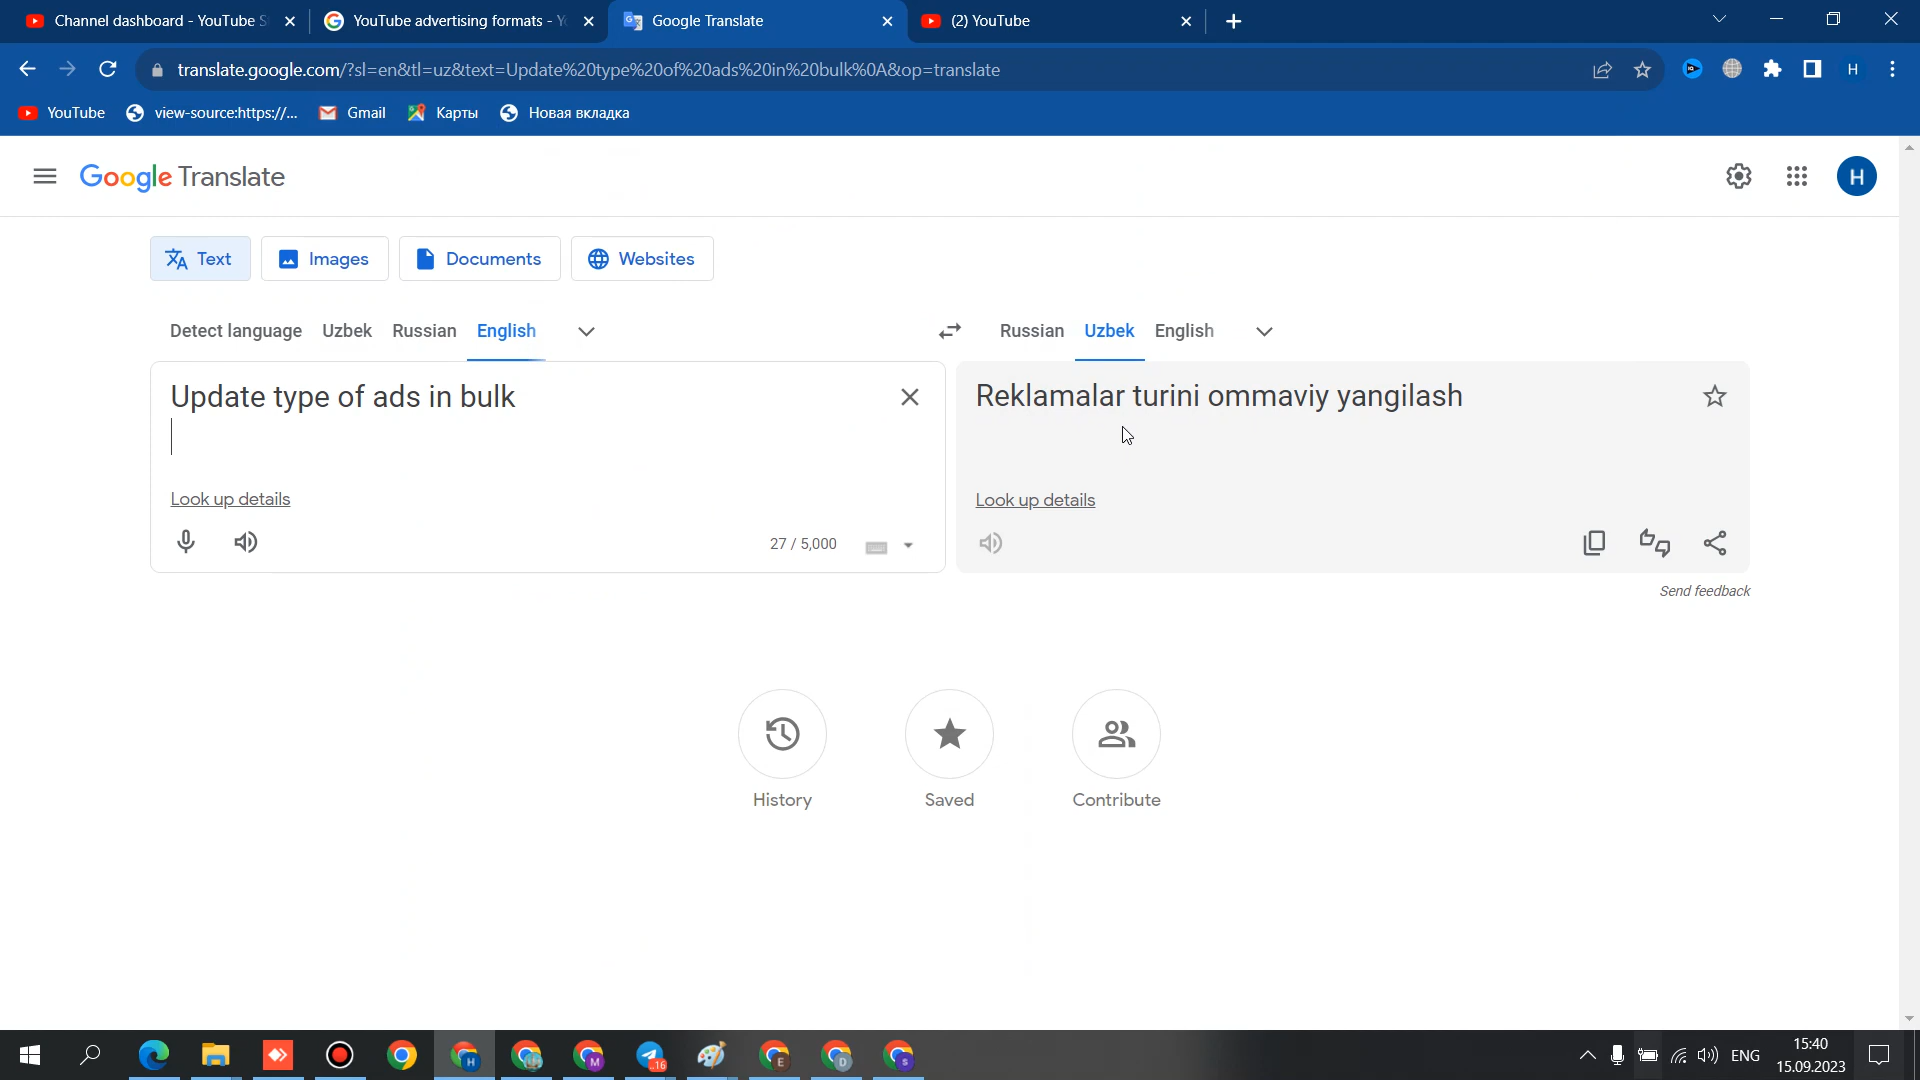 Channel dashboard - YouTube S
YouTube advertising formats - Yo
Google Translate
(2) YouTube
translate.google.com/?sl=en&tl=uz&text=Update%20type%20of%20ads%20in%20bulk%0A&op=translate
H
YouTube
view-source:https://...
Gmail
Карты
Новая вкладка
Google Translate
H
Text
Images
Documents
Websites
Detect language
Uzbek
Russian
English
Russian
Uzbek
English
Update type of ads in bulk
Reklamalar turini ommaviy yangilash
Look up details
Look up details
27 / 5,000
Send feedback
History
Saved
Contribute
H
M
16
E
D
S
ENG
15:40
15.09.2023